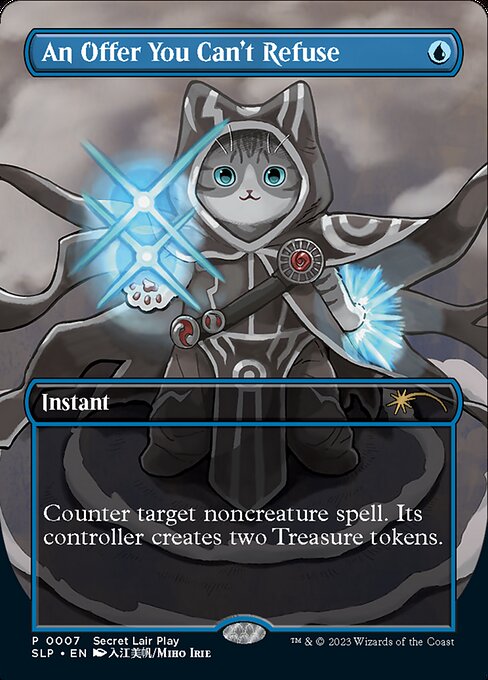 An Offer You Can't Refuse
Instant
Counter target noncreature spell. Its
controller creates two Treasure tokens.
P 0007 Secret Lair Play
SLP • EN 入江美帆/Miho Irie
™ & © 2023 Wizards of the Coast